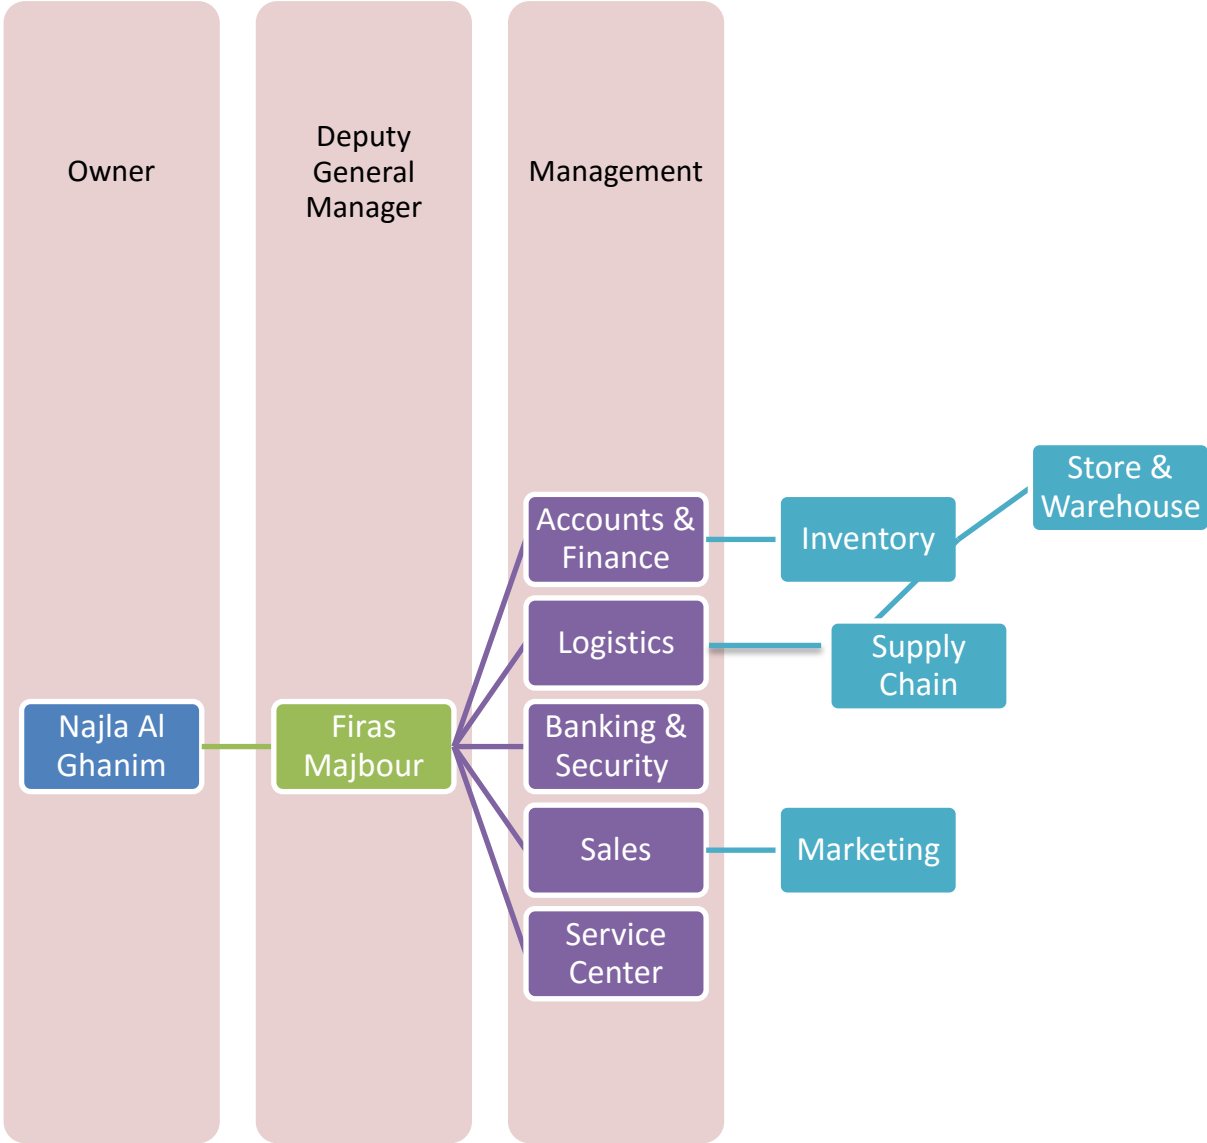 Owner
Deputy
General
Manager
Management
Najla Al
Ghanim
Firas
Majbour
Accounts &
Finance
Logistics
Banking &
Security
Sales
Service
Center
Inventory
Supply
Chain
Marketing
Store &
Warehouse